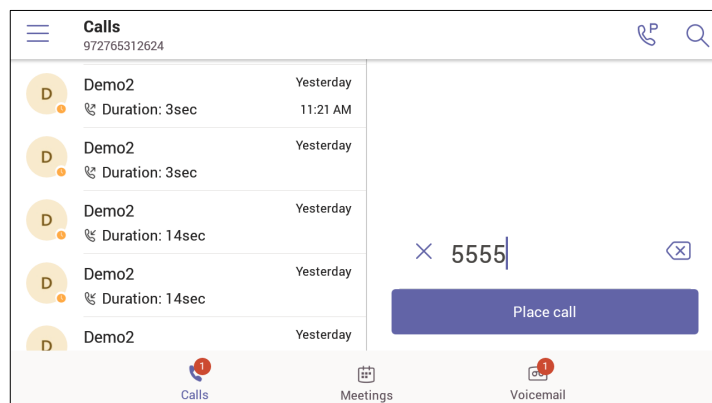 Calls
972765312624
P
Demo2 Yesterday
Duration: 3sec 11:21 AM
D
Demo2 Yesterday
Duration: 3sec
D
Demo2 Yesterday
Duration: 14sec
D
Demo2 Yesterday
Duration: 14sec
D
Demo2 Yesterday
D
5555
Place call
1
Calls
Meetings
1
Voicemail